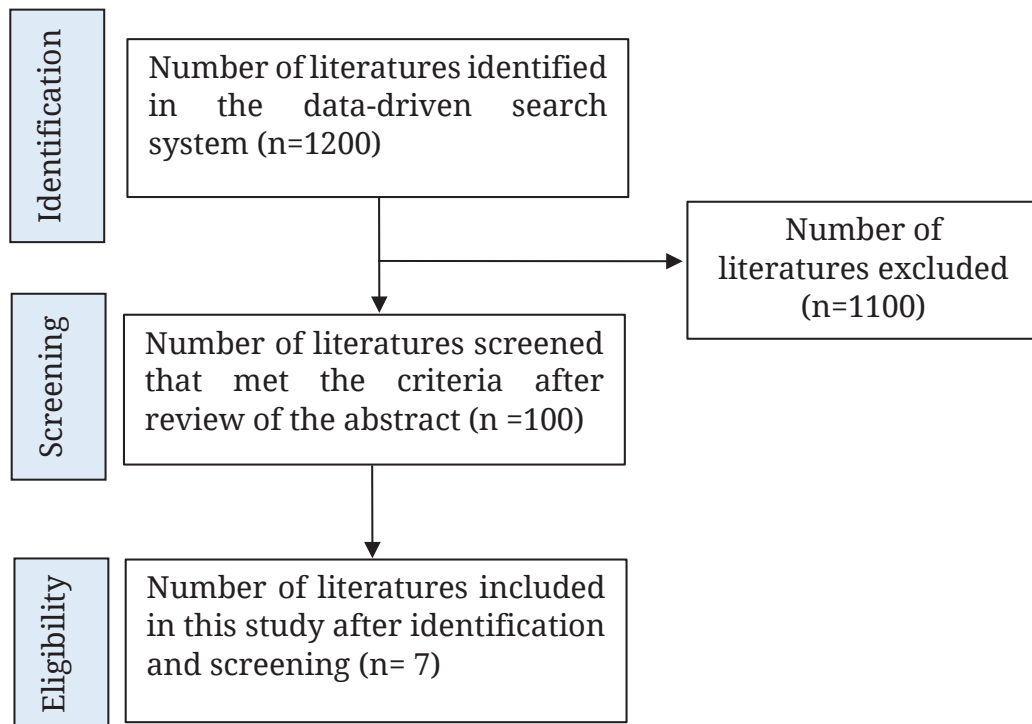 Identification
Number of literatures identified
in the data-driven search
system (n=1200)
Number of
literatures excluded
(n=1100)
Screening
Number of literatures screened
that met the criteria after
review of the abstract (n =100)
Eligibility
Number of literatures included
in this study after identification
and screening (n= 7)